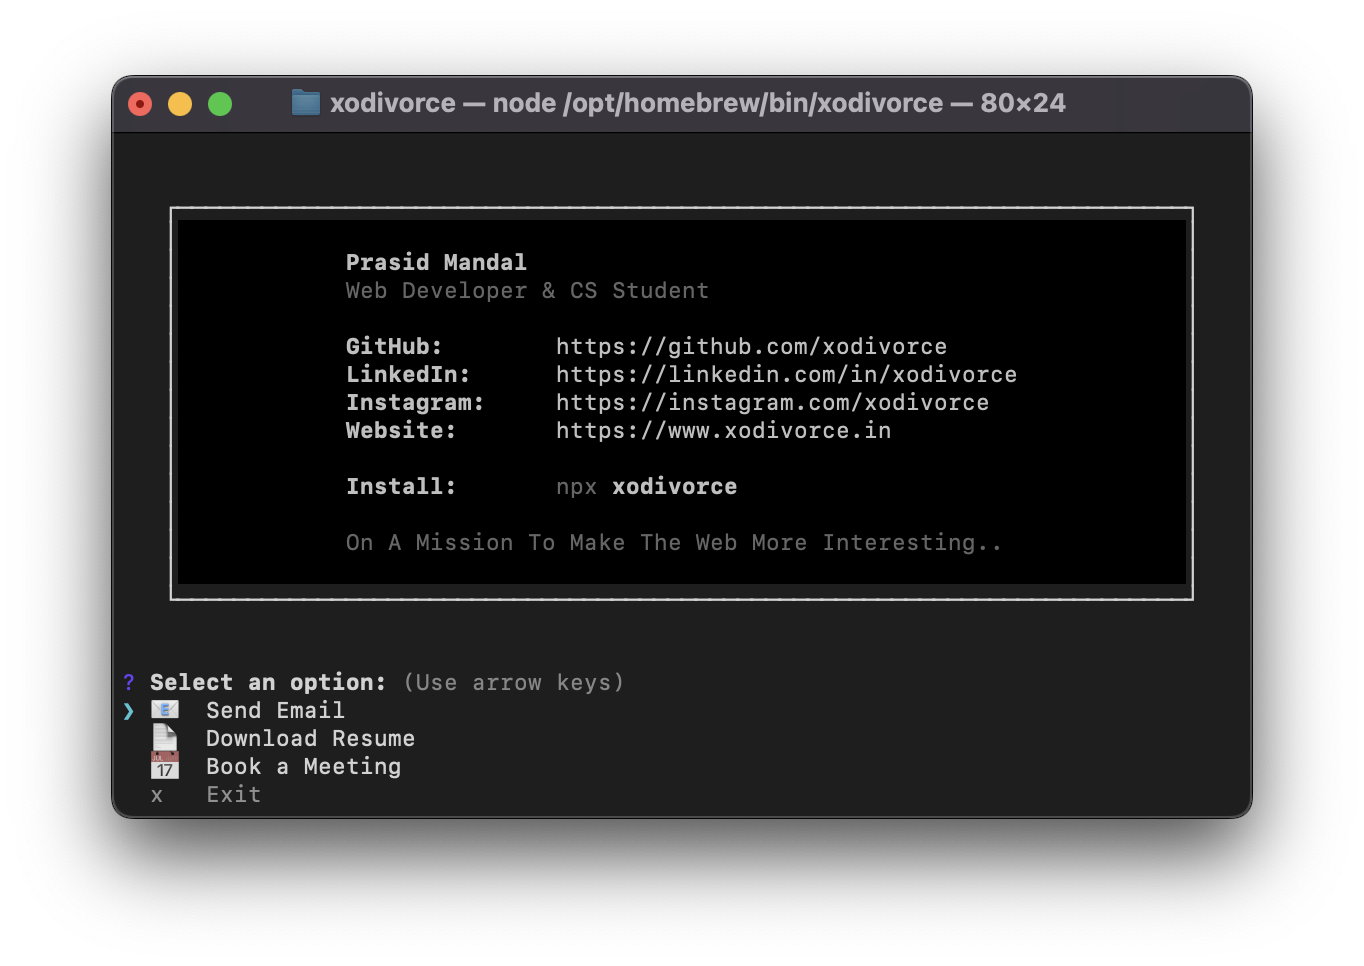 xodivorce — node /opt/homebrew/bin/xodivorce — 80×24
Prasid Mandal
Web Developer & CS Student
GitHub: https://github.com/xodivorce
LinkedIn: https://linkedin.com/in/xodivorce
Instagram: https://instagram.com/xodivorce
Website: https://www.xodivorce.in
Install: npx xodivorce
On A Mission To Make The Web More Interesting..
? Select an option: (Use arrow keys)
❯ 📧 Send Email
📄 Download Resume
📅 Book a Meeting
x Exit